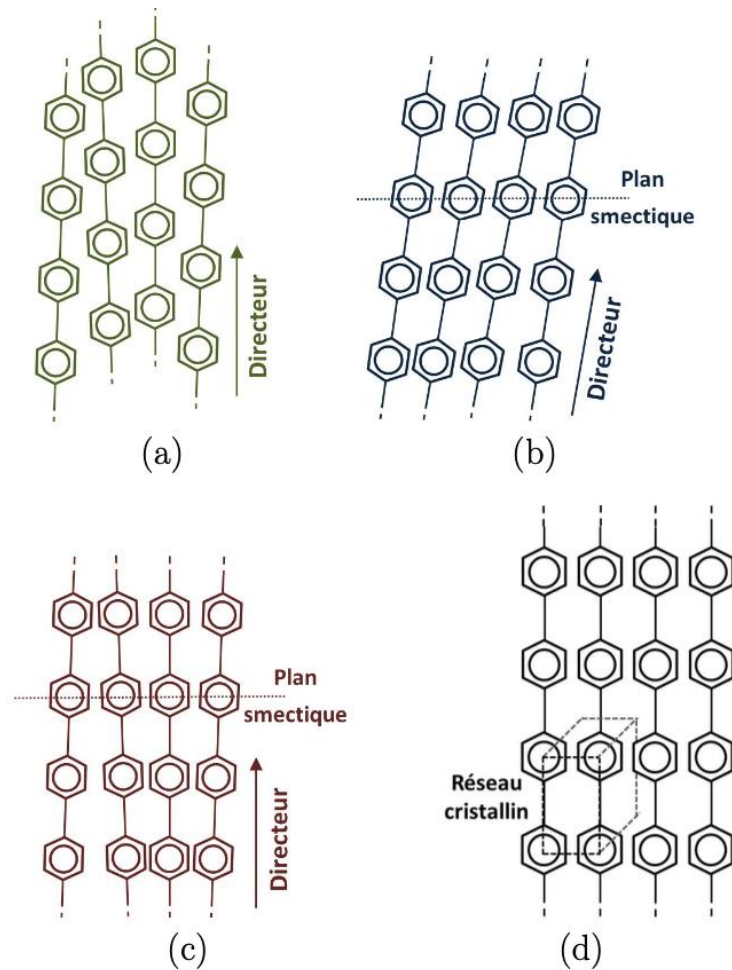 Directeur
(a)
Plan
smectique
Directeur
(b)
Plan
smectique
Directeur
(c)
Réseau
cristallin
(d)